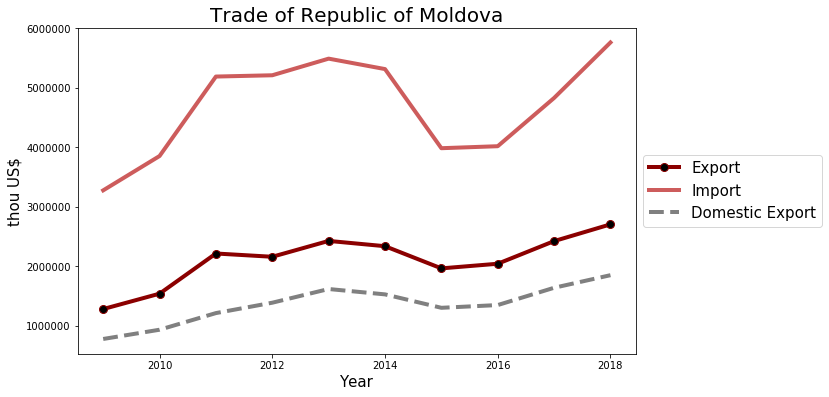 Trade of Republic of Moldova
6000000
5000000
4000000
3000000
2000000
1000000
thou US$
2010
2012
2014
2016
2018
Year
Export
Import
Domestic Export